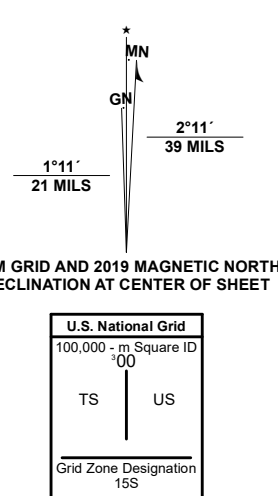 ★
MN
GN
2°11´
39 MILS
1°11´
21 MILS
M GRID AND 2019 MAGNETIC NORTH
ECLINATION AT CENTER OF SHEET
U.S. National Grid
100,000 - m Square ID
³00
TS US
Grid Zone Designation
15S